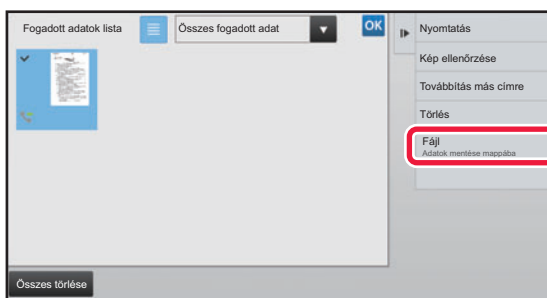 Fogadott adatok lista
Összes fogadott adat
OK
Nyomtatás
Kép ellenőrzése
Továbbítás más címre
Törlés
Fájl
Adatok mentése mappába
Összes törlése